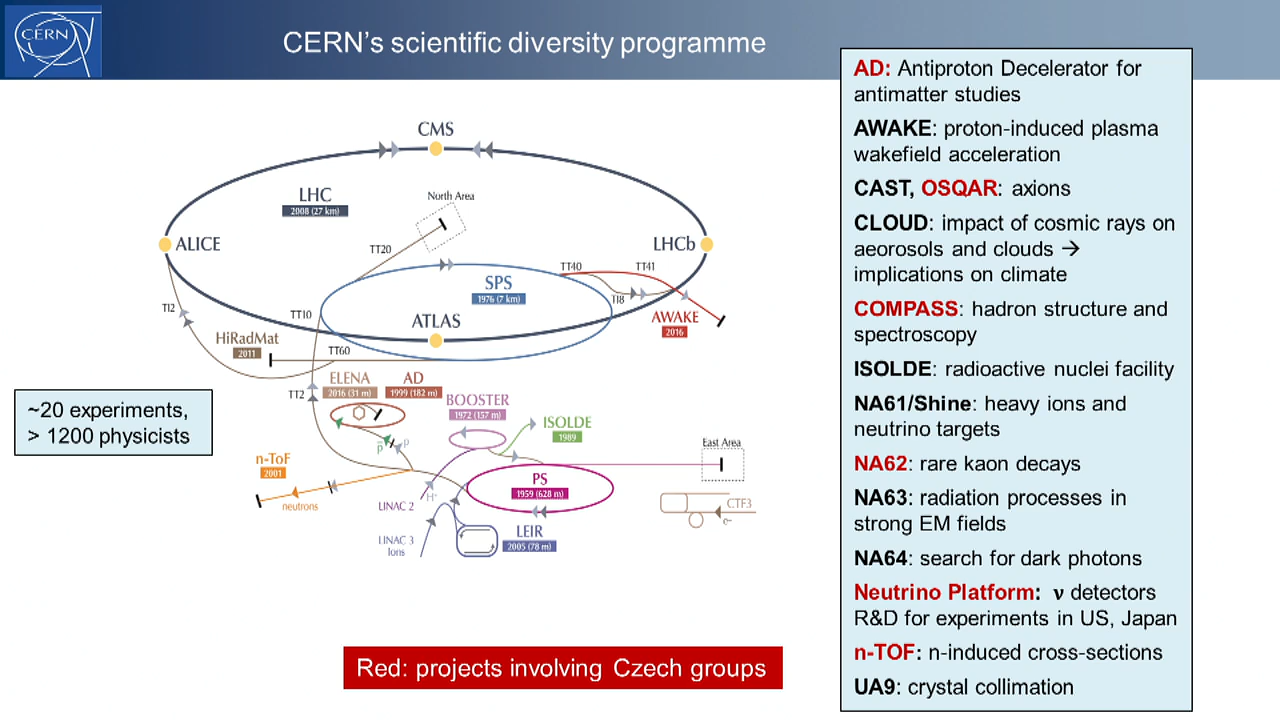 CERN
CERN's scientific diversity programme
CMS
LHC
2008 (27 km)
North Area
ALICE
TT20
LHCb
TT40
TT41
SPS
1976 (7 km)
TI2
TT10
TI8
ATLAS
AWAKE
2016
HiRadMat
2011
TT60
ELENA
AD
2016 (31 m)
1999 (182 m)
TT2
BOOSTER
1972 (157 m)
ISOLDE
1989
p
p̅
East Area
n-ToF
2001
PS
1959 (628 m)
neutrons
LINAC 2
H⁺
CTF3
e⁻
LINAC 3
Ions
LEIR
2005 (78 m)
~20 experiments,
> 1200 physicists
Red: projects involving Czech groups
AD: Antiproton Decelerator for
antimatter studies
AWAKE: proton-induced plasma
wakefield acceleration
CAST, OSQAR: axions
CLOUD: impact of cosmic rays on
aeorosols and clouds →
implications on climate
COMPASS: hadron structure and
spectroscopy
ISOLDE: radioactive nuclei facility
NA61/Shine: heavy ions and
neutrino targets
NA62: rare kaon decays
NA63: radiation processes in
strong EM fields
NA64: search for dark photons
Neutrino Platform: ν detectors
R&D for experiments in US, Japan
n-TOF: n-induced cross-sections
UA9: crystal collimation